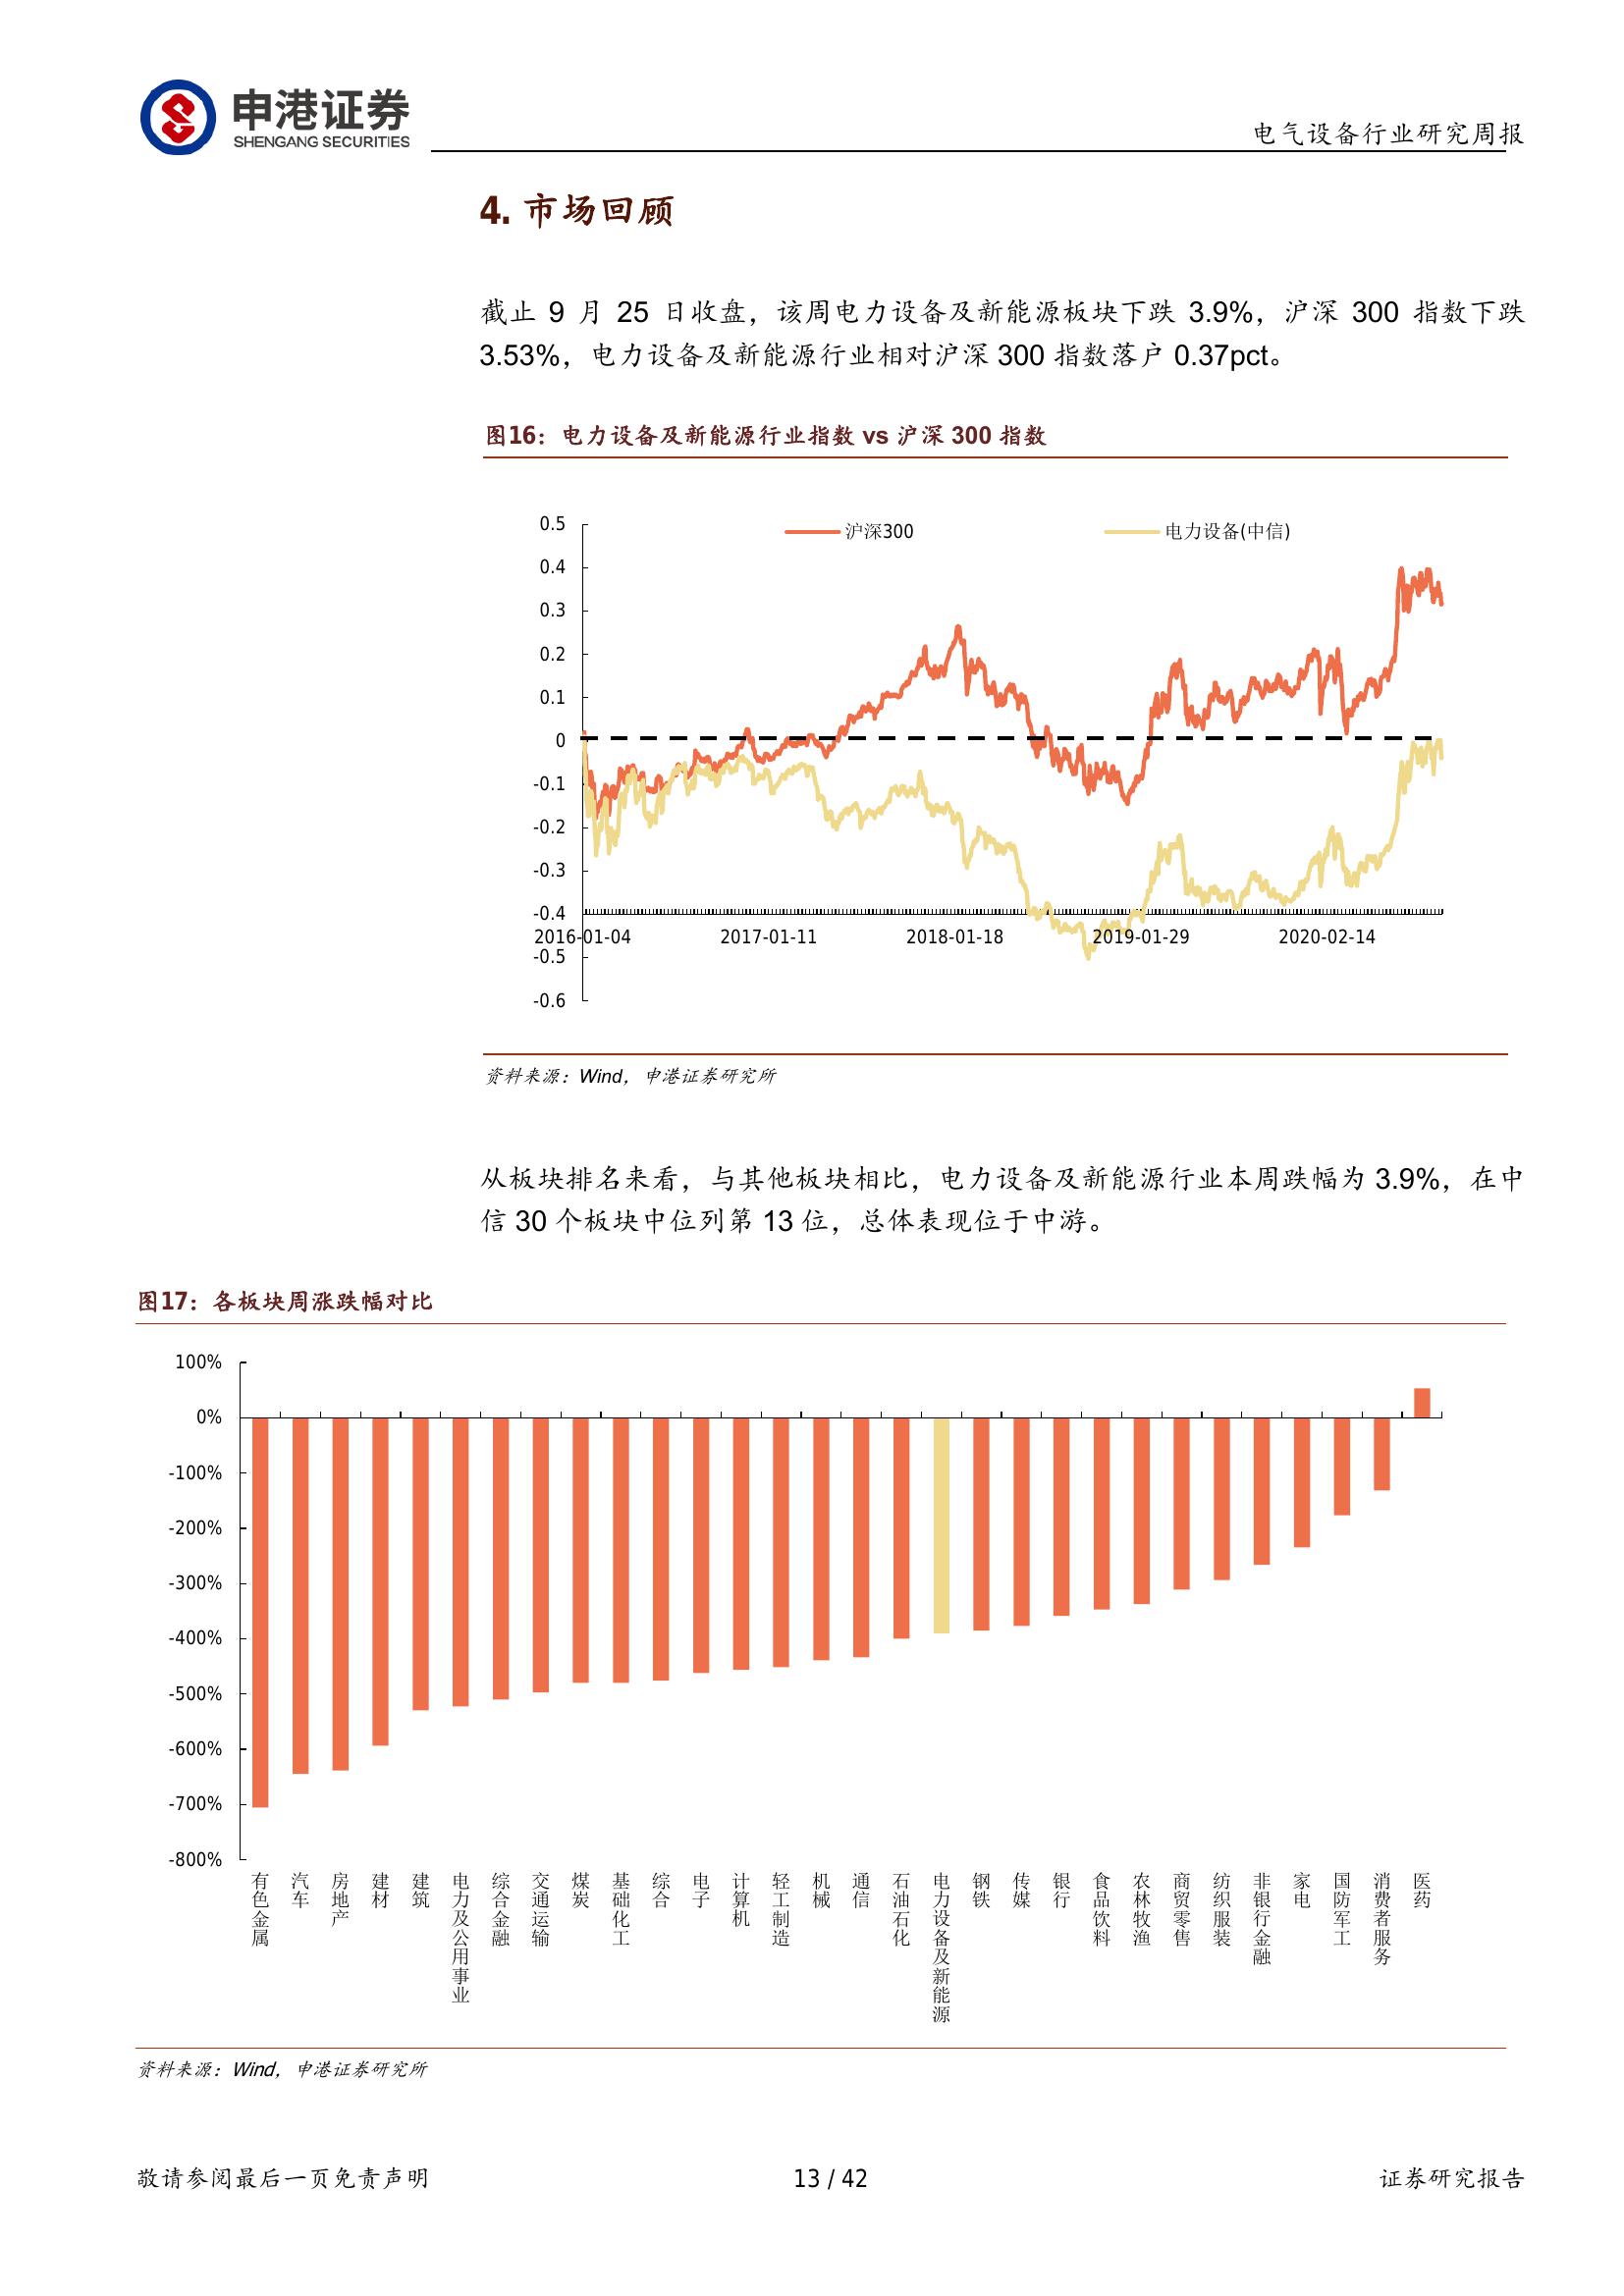 申港证券
SHENGANG SECURITIES
电气设备行业研究周报
4. 市场回顾
截止 9 月 25 日收盘，该周电力设备及新能源板块下跌 3.9%，沪深 300 指数下跌
3.53%，电力设备及新能源行业相对沪深 300 指数落户 0.37pct。
图16：电力设备及新能源行业指数 vs 沪深 300 指数
沪深300
电力设备(中信)
0.5
0.4
0.3
0.2
0.1
0
-0.1
-0.2
-0.3
-0.4
2016-01-04 2017-01-11 2018-01-18 2019-01-29 2020-02-14
-0.5
-0.6
资料来源：Wind，申港证券研究所
从板块排名来看，与其他板块相比，电力设备及新能源行业本周跌幅为 3.9%，在中
信 30 个板块中位列第 13 位，总体表现位于中游。
图17：各板块周涨跌幅对比
100%
0%
-100%
-200%
-300%
-400%
-500%
-600%
-700%
-800%
有色金属
汽车
房地产
建材
建筑
电力及公用事业
综合金融
交通运输
煤炭
基础化工
综合
电子
计算机
轻工制造
机械
通信
石油石化
电力设备及新能源
钢铁
传媒
银行
食品饮料
农林牧渔
商贸零售
纺织服装
非银行金融
家电
国防军工
消费者服务
医药
资料来源：Wind，申港证券研究所
敬请参阅最后一页免责声明
13 / 42
证券研究报告